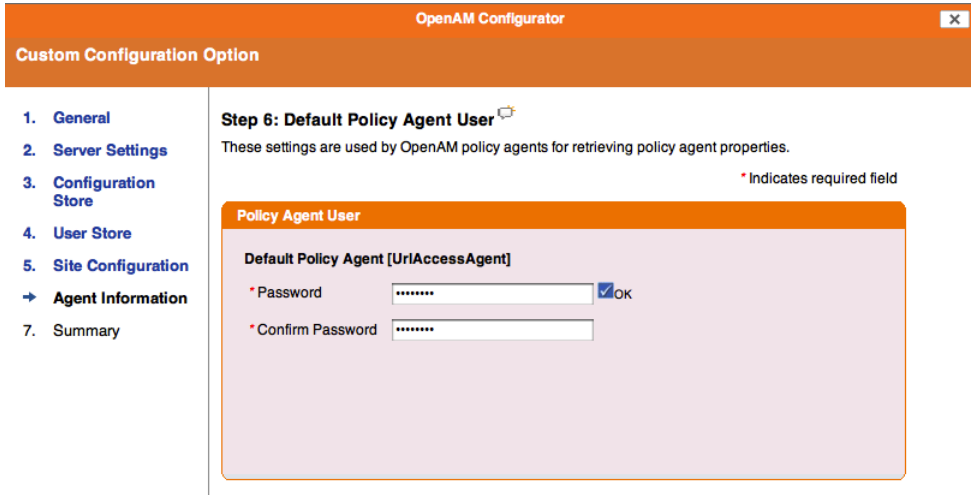 OpenAM Configurator
Custom Configuration Option
1. General
2. Server Settings
3. Configuration
Store
4. User Store
5. Site Configuration
Agent Information
7. Summary
Step 6: Default Policy Agent User
These settings are used by OpenAM policy agents for retrieving policy agent properties.
* Indicates required field
Policy Agent User
Default Policy Agent [UrlAccessAgent]
* Password •••••••• OK
* Confirm Password ••••••••